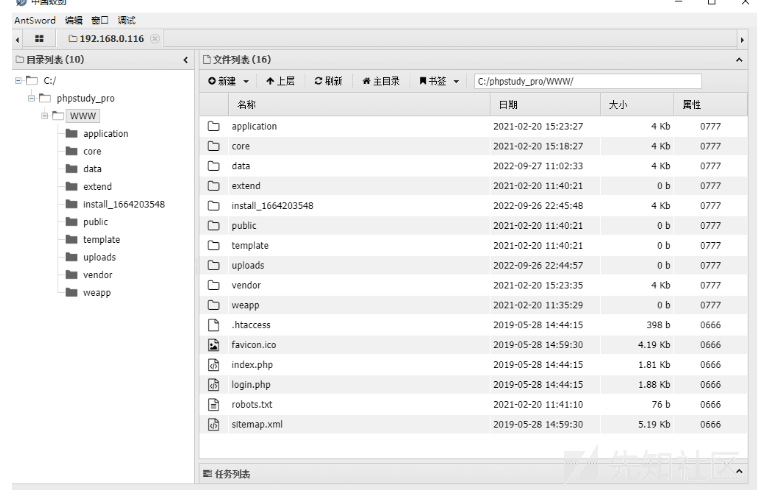 中国蚁剑
AntSword 编辑 窗口 调试
192.168.0.116
目录列表 (10)
C:/
phpstudy_pro
WWW
application
core
data
extend
install_1664203548
public
template
uploads
vendor
weapp
文件列表 (16)
新建 上层 刷新 主目录 书签 C:/phpstudy_pro/WWW/
名称 日期 大小 属性
application 2021-02-20 15:23:27 4 Kb 0777
core 2021-02-20 15:18:27 4 Kb 0777
data 2022-09-27 11:02:33 4 Kb 0777
extend 2021-02-20 11:40:21 0 b 0777
install_1664203548 2022-09-26 22:45:48 4 Kb 0777
public 2021-02-20 11:40:21 0 b 0777
template 2021-02-20 11:40:21 0 b 0777
uploads 2022-09-26 22:44:57 0 b 0777
vendor 2021-02-20 15:23:35 4 Kb 0777
weapp 2021-02-20 11:35:29 0 b 0777
.htaccess 2019-05-28 14:44:15 398 b 0666
favicon.ico 2019-05-28 14:59:30 4.19 Kb 0666
index.php 2019-05-28 14:44:15 1.81 Kb 0666
login.php 2019-05-28 14:44:15 1.88 Kb 0666
robots.txt 2021-02-20 11:41:10 76 b 0666
sitemap.xml 2019-05-28 14:59:30 5.19 Kb 0666
任务列表
先知社区